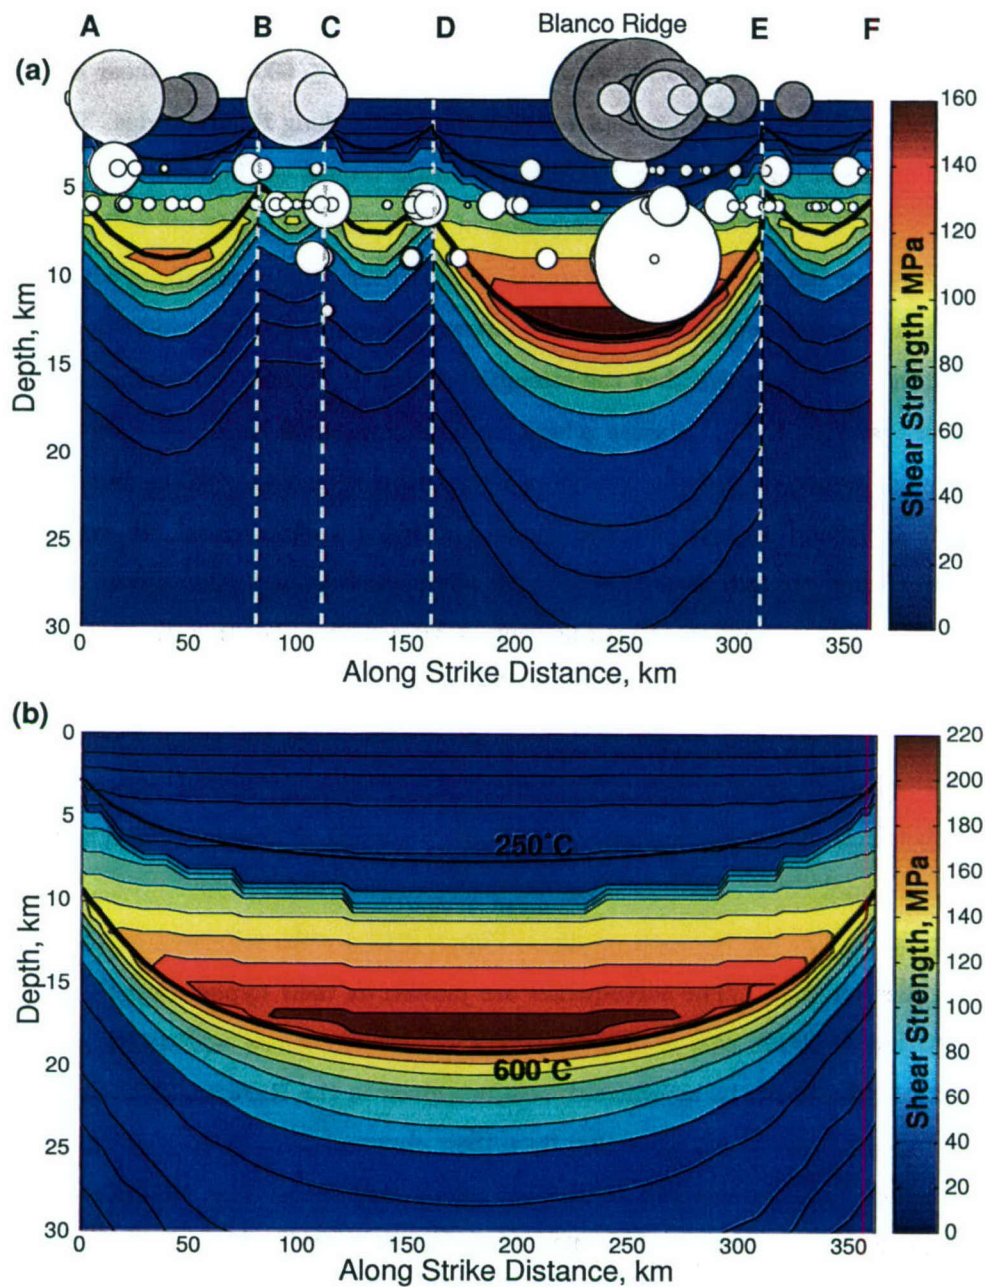 A B C D Blanco Ridge E F
(a)
160
140
5
120
10
100
15
80
20
60
40
25
20
30
0
0 50 100 150 200 250 300 350
Depth, km
Shear Strength, MPa
Along Strike Distance, km
(b)
0
220
200
5
180
250°C
160
10
140
120
15
100
80
20
600°C
60
25
40
20
30
0
0 50 100 150 200 250 300 350
Depth, km
Shear Strength, MPa
Along Strike Distance, km